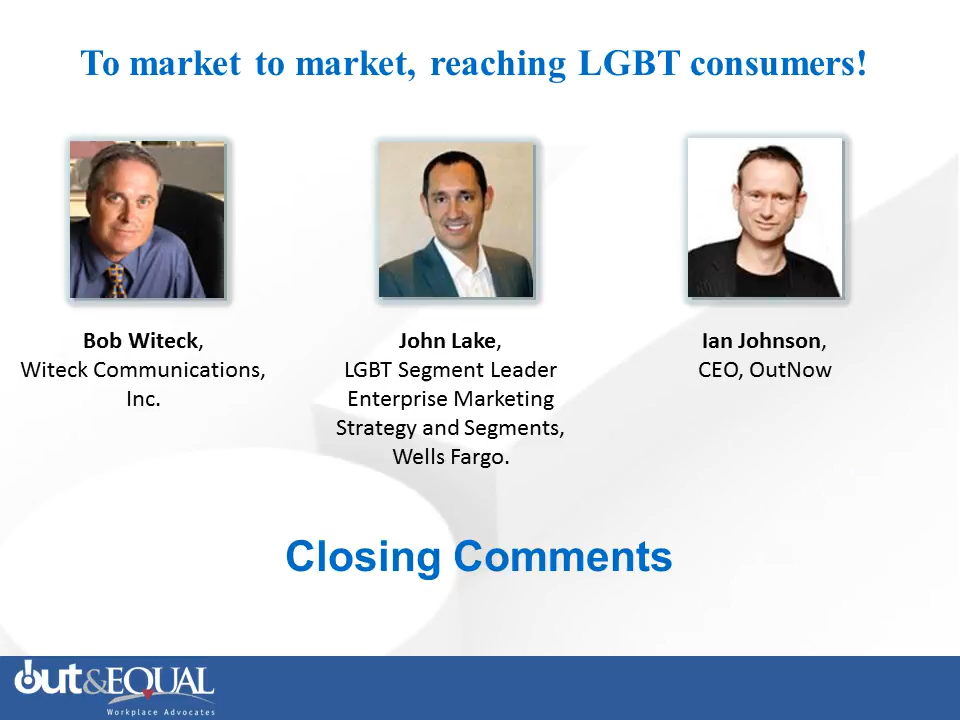 To market to market, reaching LGBT consumers!
Bob Witeck,
Witeck Communications,
Inc.
John Lake,
LGBT Segment Leader
Enterprise Marketing
Strategy and Segments,
Wells Fargo.
Ian Johnson,
CEO, OutNow
Closing Comments
Out&EQUAL
Workplace Advocates